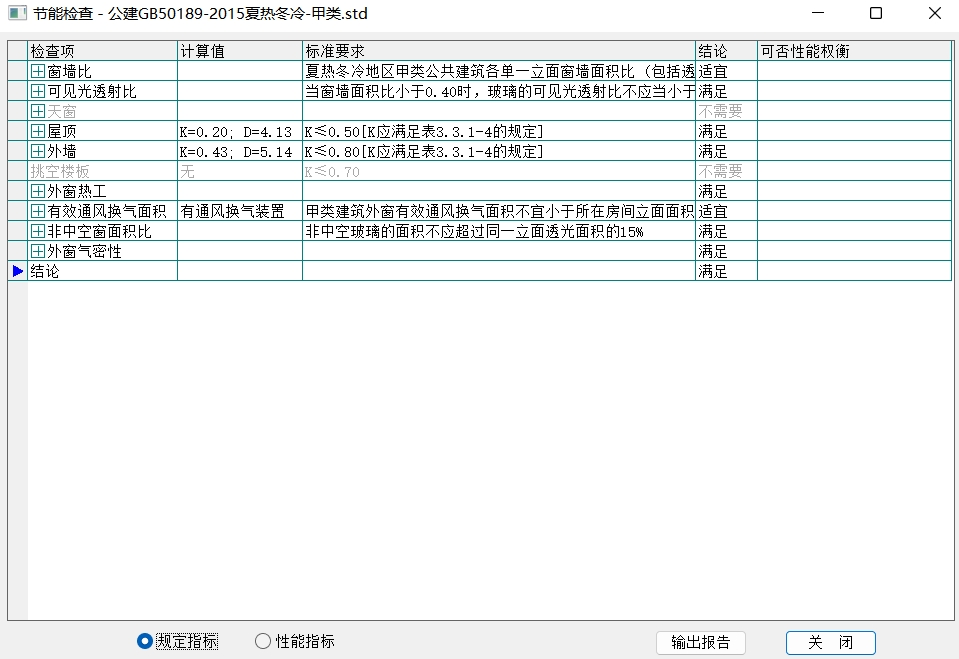 节能检查 - 公建GB50189-2015夏热冬冷-甲类.std
检查项 计算值 标准要求 结论 可否性能权衡
窗墙比 夏热冬冷地区甲类公共建筑各单一立面窗墙面积比（包括透 适宜
可见光透射比 当窗墙面积比小于0.40时，玻璃的可见光透射比不应当小于 满足
天窗 不需要
屋顶 K=0.20; D=4.13 K≤0.50[K应满足表3.3.1-4的规定] 满足
外墙 K=0.43; D=5.14 K≤0.80[K应满足表3.3.1-4的规定] 满足
挑空楼板 无 K≤0.70 不需要
外窗热工 满足
有效通风换气面积 有通风换气装置 甲类建筑外窗有效通风换气面积不宜小于所在房间立面面积 适宜
非中空窗面积比 非中空玻璃的面积不应超过同一立面透光面积的15% 满足
外窗气密性 满足
结论 满足
规定指标 性能指标 输出报告 关 闭